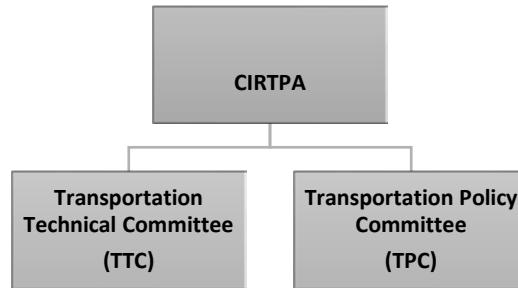 CIRTPA
Transportation
Technical Committee
(TTC)
Transportation Policy
Committee
(TPC)